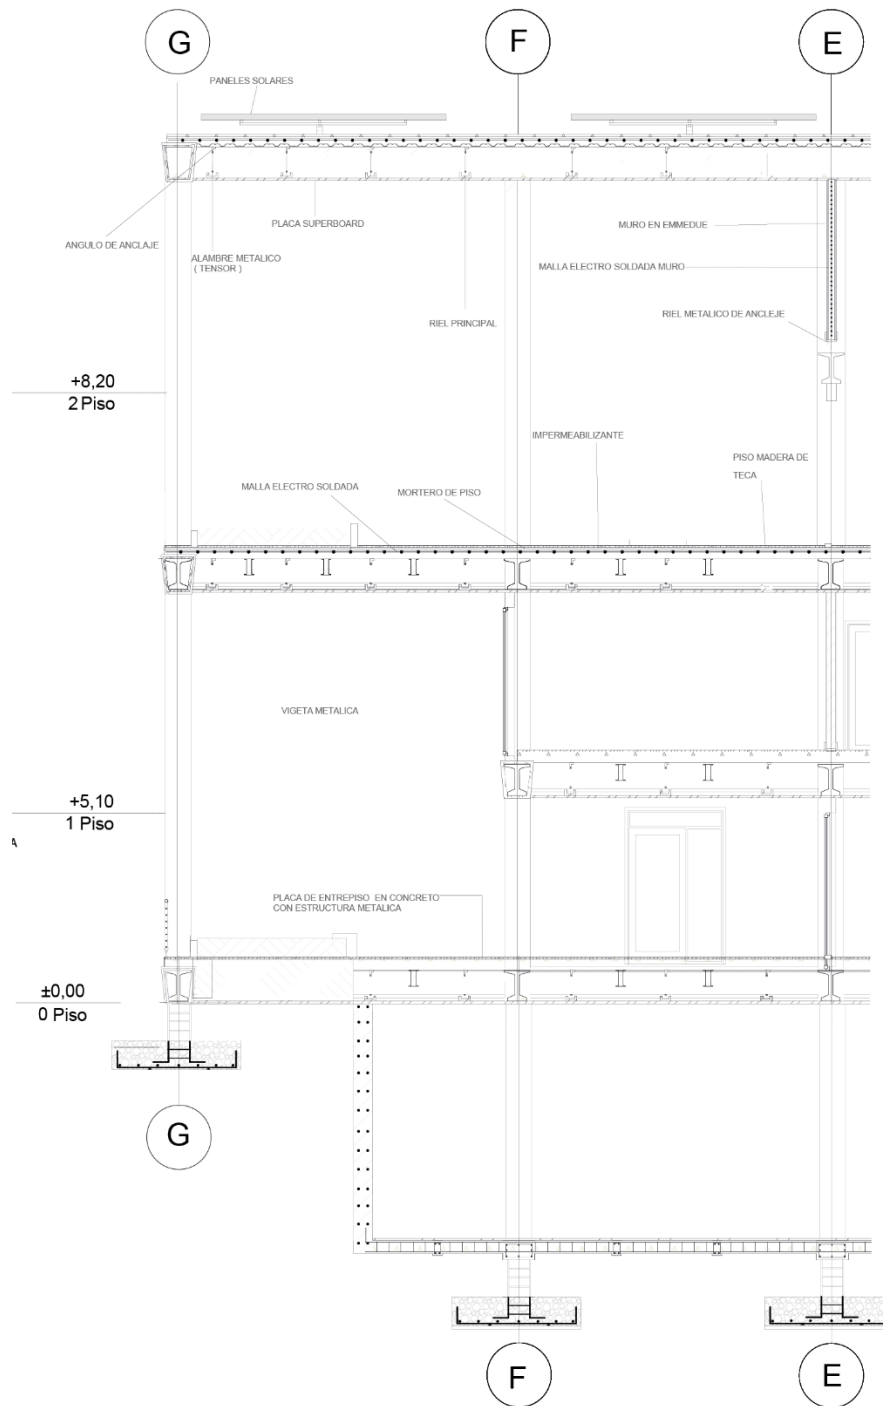 G
F
E
PANELES SOLARES
PLACA SUPERBOARD
MURO EN EMMEDUE
ANGULO DE ANCLAJE
ALAMBRE METALICO
( TENSOR )
MALLA ELECTRO SOLDADA MURO
RIEL PRINCIPAL
RIEL METALICO DE ANCLEJE
+8,20
2 Piso
IMPERMEABILIZANTE
PISO MADERA DE
TECA
MALLA ELECTRO SOLDADA
MORTERO DE PISO
VIGETA METALICA
+5,10
1 Piso
A
PLACA DE ENTREPISO EN CONCRETO
CON ESTRUCTURA METALICA
±0,00
0 Piso
G
F
E